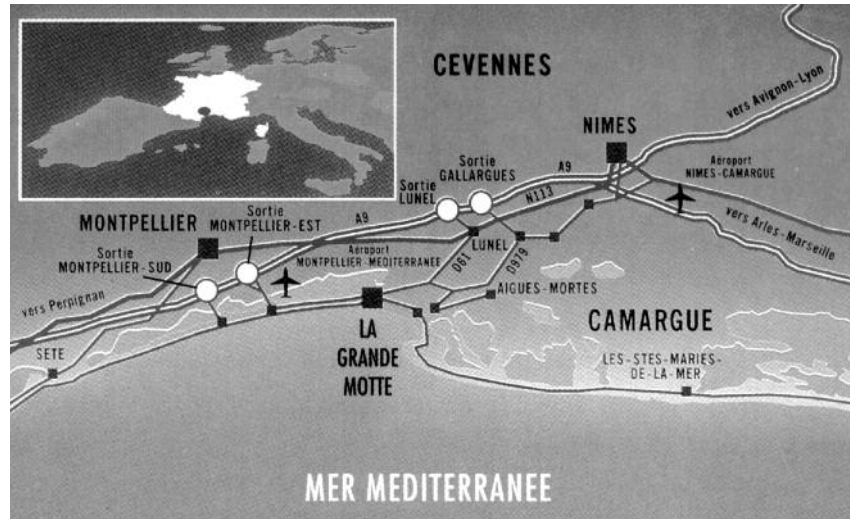 CEVENNES
vers Avignon-Lyon
NIMES
Sortie
GALLARGUES
A9
Aéroport
NIMES-CAMARGUE
Sortie
LUNEL
N113
Sortie
MONTPELLIER-EST
A9
MONTPELLIER
vers Arles-Marseille
Sortie
MONTPELLIER-SUD
Aéroport
MONTPELLIER-MEDITERRANEE
LUNEL
D61
D979
vers Perpignan
AIGUES-MORTES
CAMARGUE
LA
GRANDE
MOTTE
SETE
LES-STES-MARIES-
DE-LA-MER
MER MEDITERRANEE